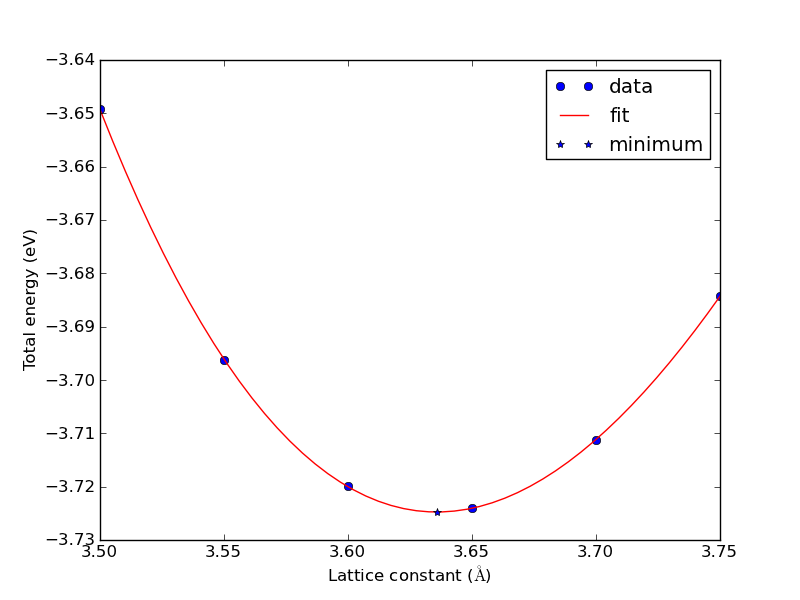 −3.64
−3.65
−3.66
−3.67
−3.68
−3.69
−3.70
−3.71
−3.72
−3.73
Total energy (eV)
data
fit
minimum
3.50 3.55 3.60 3.65 3.70 3.75
Lattice constant (Å)